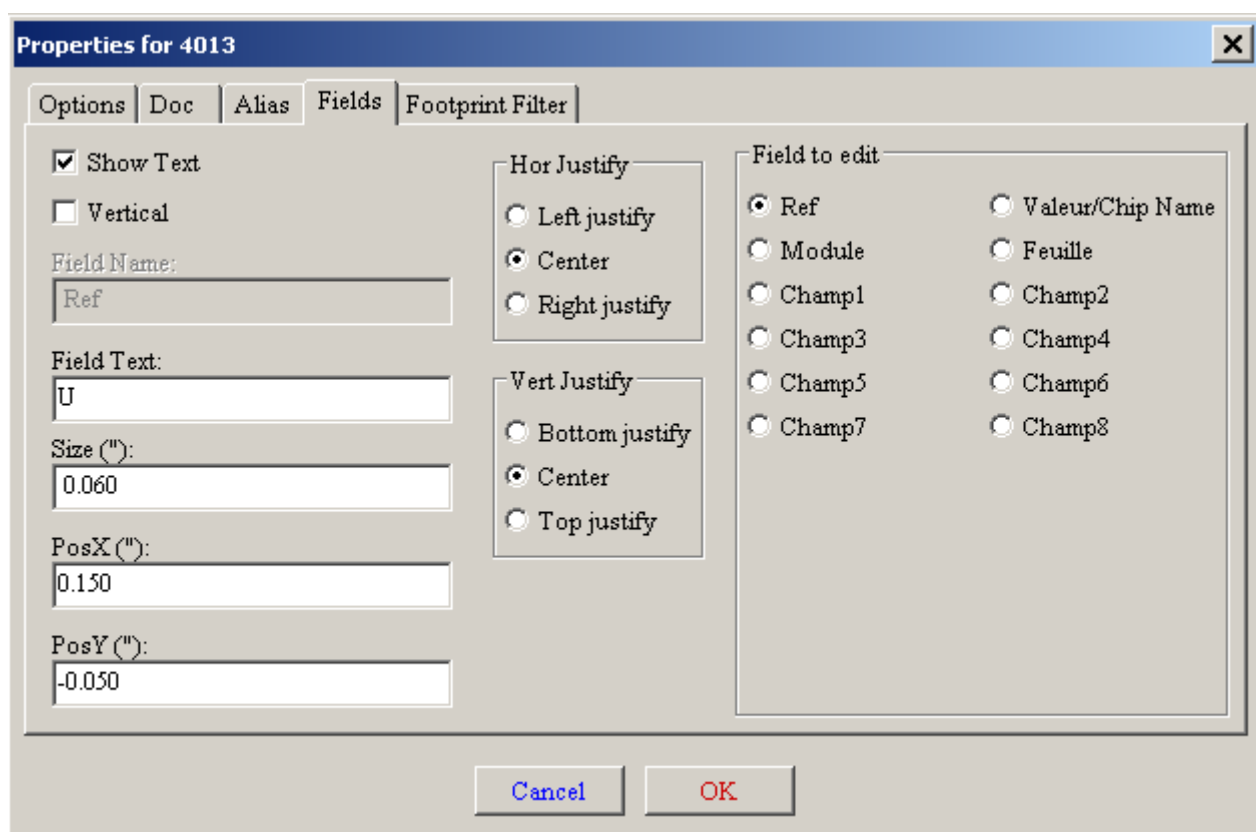 Properties for 4013
Options Doc Alias Fields Footprint Filter
Show Text
Vertical
Field Name:
Ref
Field Text:
U
Size ("):
0.060
PosX ("):
0.150
PosY ("):
-0.050
Hor Justify
Left justify
Center
Right justify
Vert Justify
Bottom justify
Center
Top justify
Field to edit
Ref Valeur/Chip Name
Module Feuille
Champ1 Champ2
Champ3 Champ4
Champ5 Champ6
Champ7 Champ8
Cancel OK